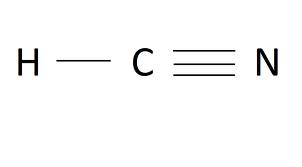 H — C ≡ N